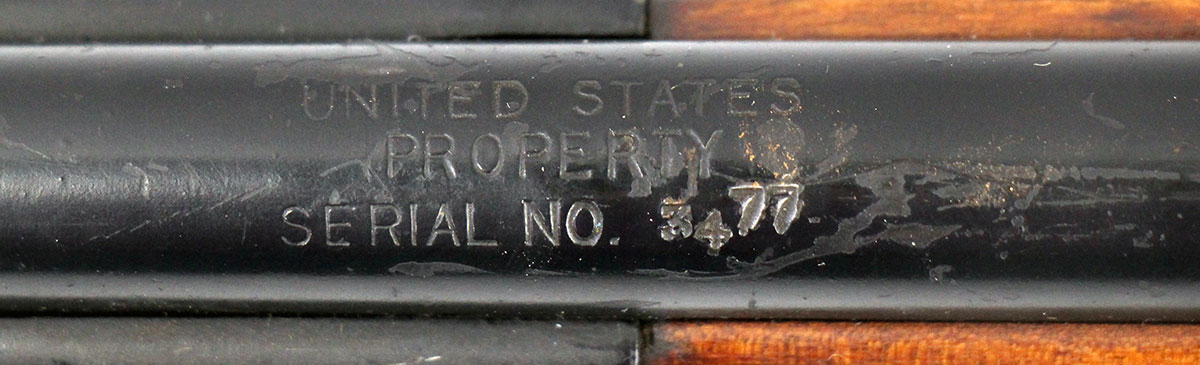 UNITED STATES
PROPERTY
SERIAL NO. 3477